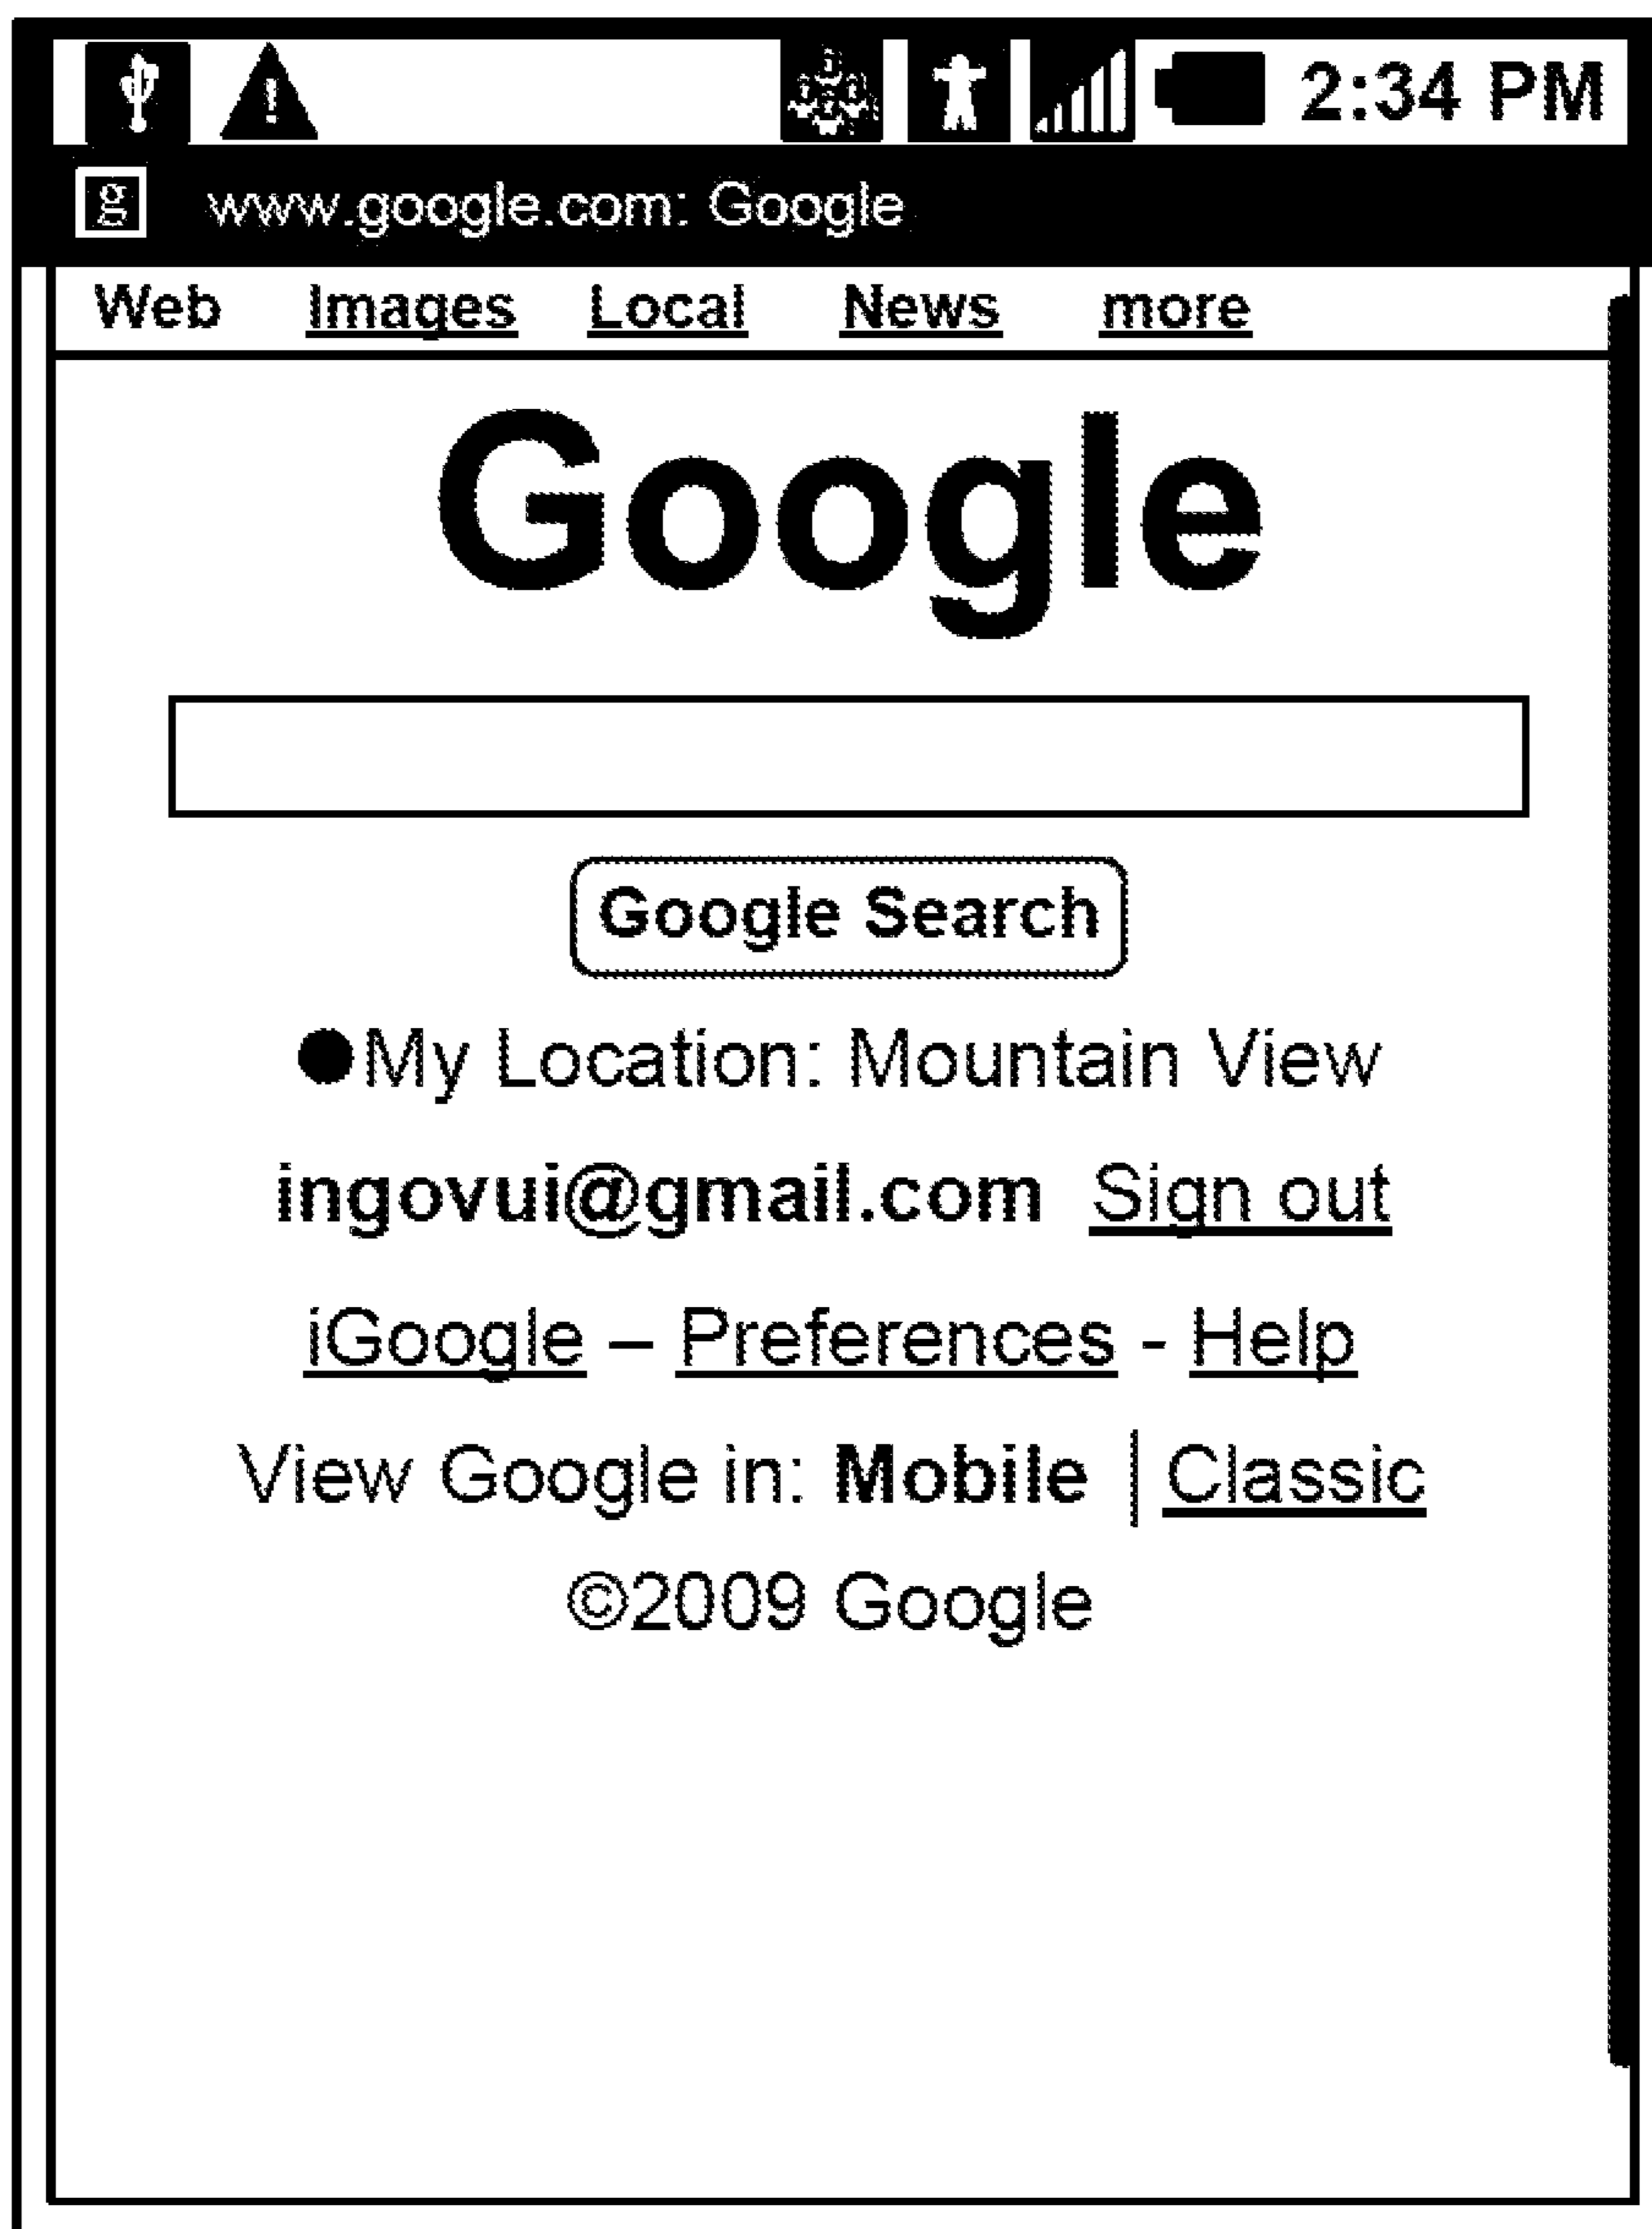 2:34 PM
g www.google.com: Google
Web Images Local News more
Google
Google Search
My Location: Mountain View
ingovui@gmail.com Sign out
iGoogle – Preferences - Help
View Google in: Mobile | Classic
©2009 Google